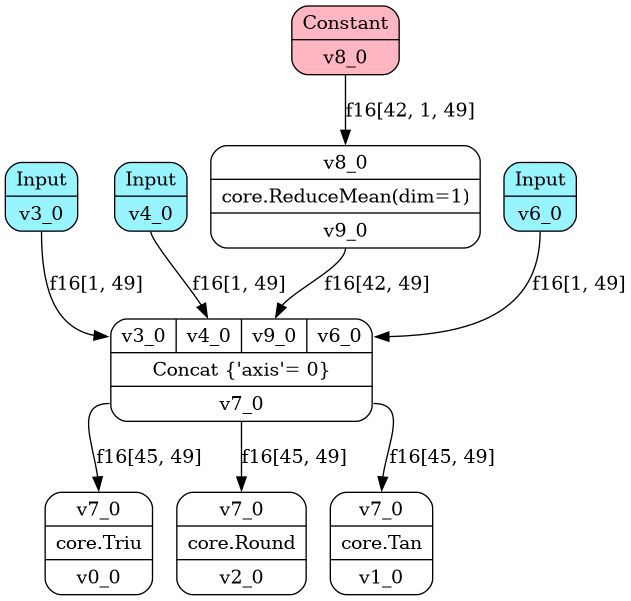 Constant
v8_0
f16[42, 1, 49]
Input
v3_0
Input
v4_0
v8_0
core.ReduceMean(dim=1)
v9_0
Input
v6_0
f16[1, 49]
f16[1, 49]
f16[42, 49]
f16[1, 49]
v3_0 v4_0 v9_0 v6_0
Concat {'axis'= 0}
v7_0
f16[45, 49]
f16[45, 49]
f16[45, 49]
v7_0
core.Triu
v0_0
v7_0
core.Round
v2_0
v7_0
core.Tan
v1_0